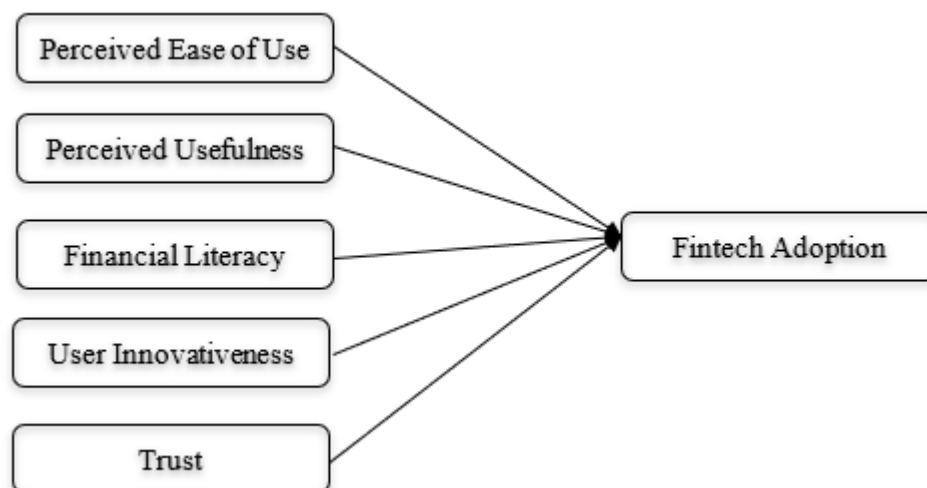 Perceived Ease of Use
Perceived Usefulness
Financial Literacy
Fintech Adoption
User Innovativeness
Trust